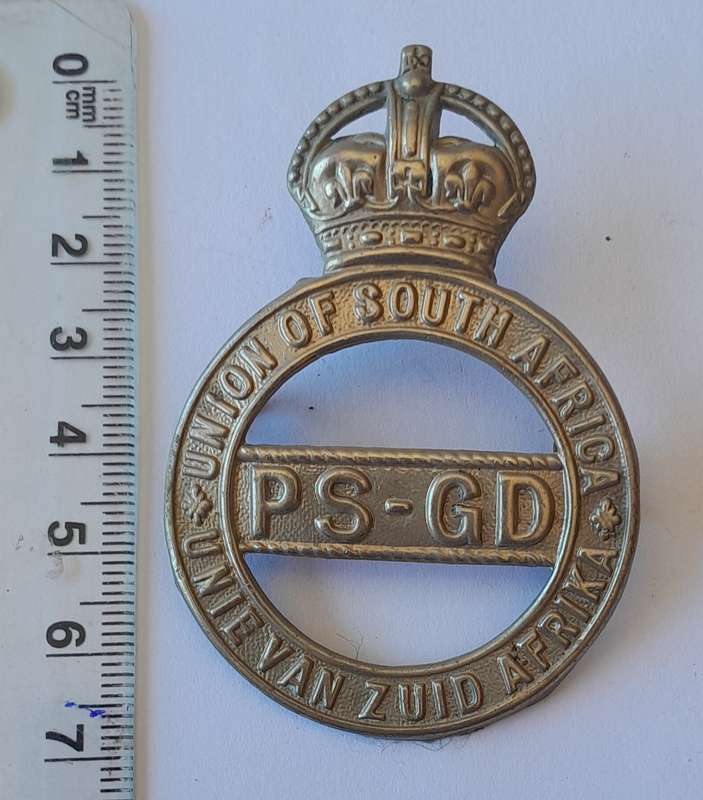 0
mm
cm
1
2
3
4
5
6
7
UNION OF SOUTH AFRICA
PS-GD
UNIE VAN ZUID AFRIKA